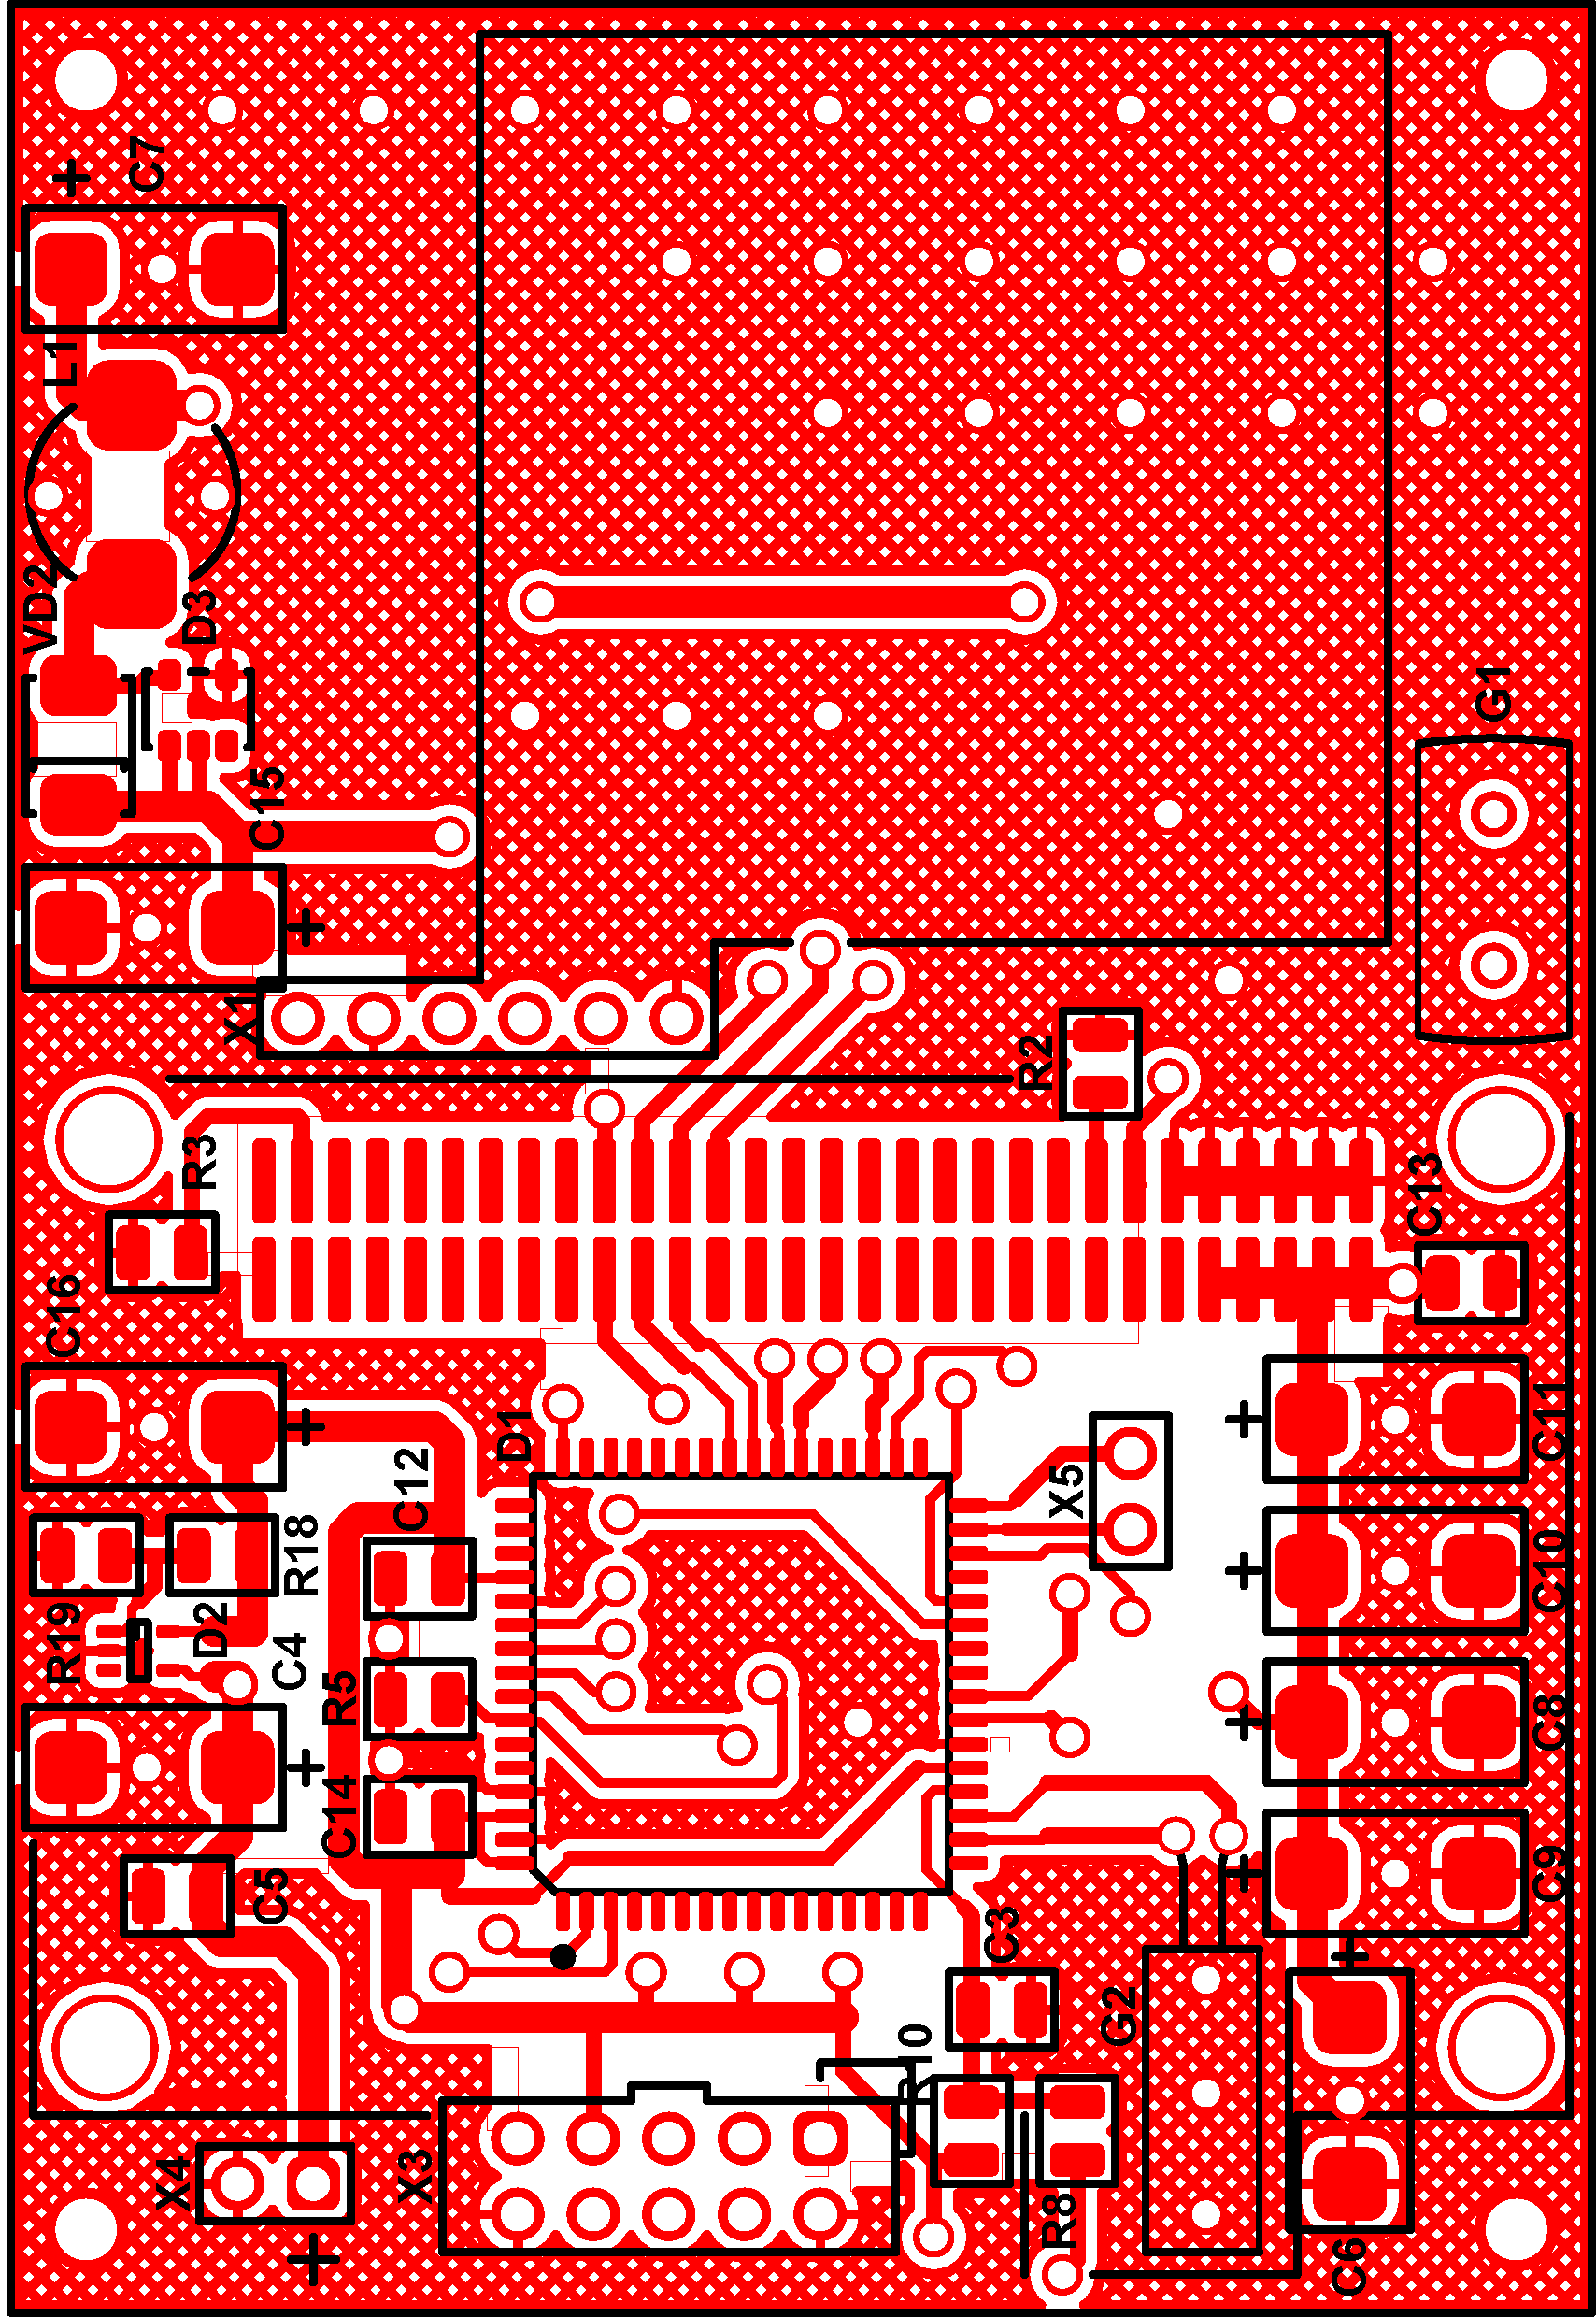 C7
+
L1
VD2
D3
G1
C15
+
X1
R2
R3
C13
C16
+
D1
C12
X5
+
C11
R18
+
C10
R19
D2
C4
R5
+
C8
+
C14
+
C9
C5
C3
+
G2
X4
X3
R8
+
C6